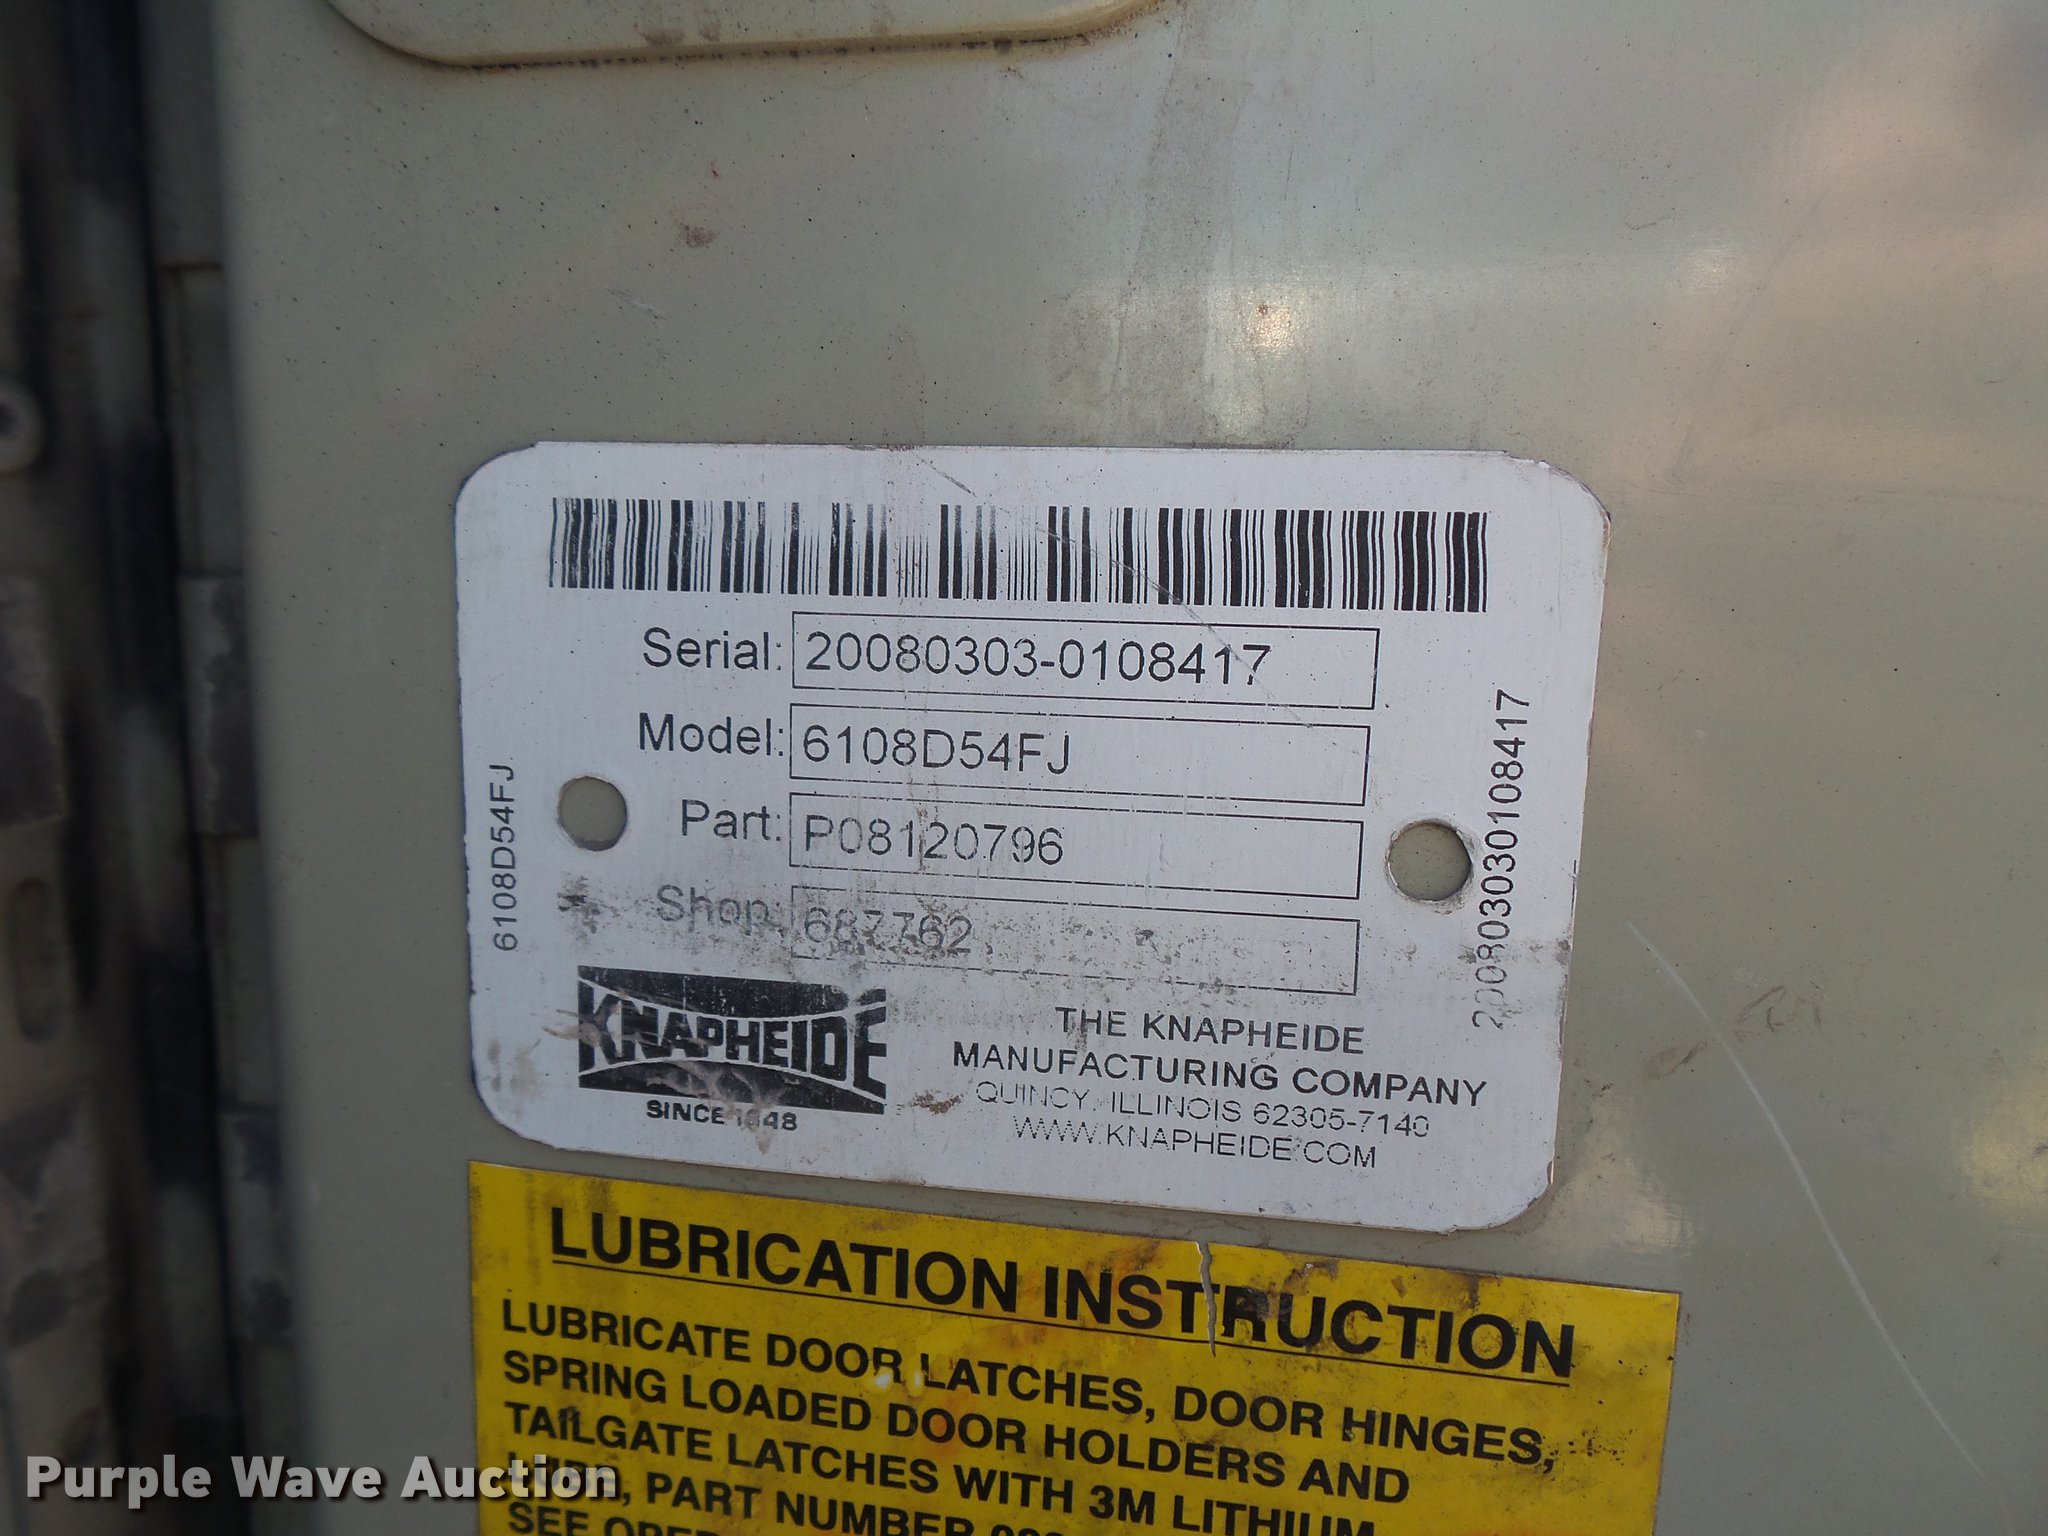 Serial: 20080303-0108417
Model: 6108D54FJ
Part: P08120796
Shop: 687762
6108D54FJ
200803030108417
KNAPHEIDE
SINCE 1848
THE KNAPHEIDE
MANUFACTURING COMPANY
QUINCY, ILLINOIS 62305-7140
WWW.KNAPHEIDE.COM
LUBRICATION INSTRUCTION
LUBRICATE DOOR LATCHES, DOOR HINGES,
SPRING LOADED DOOR HOLDERS AND
TAILGATE LATCHES WITH 3M LITHIUM
LUBE, PART NUMBER
SEE
Purple Wave Auction